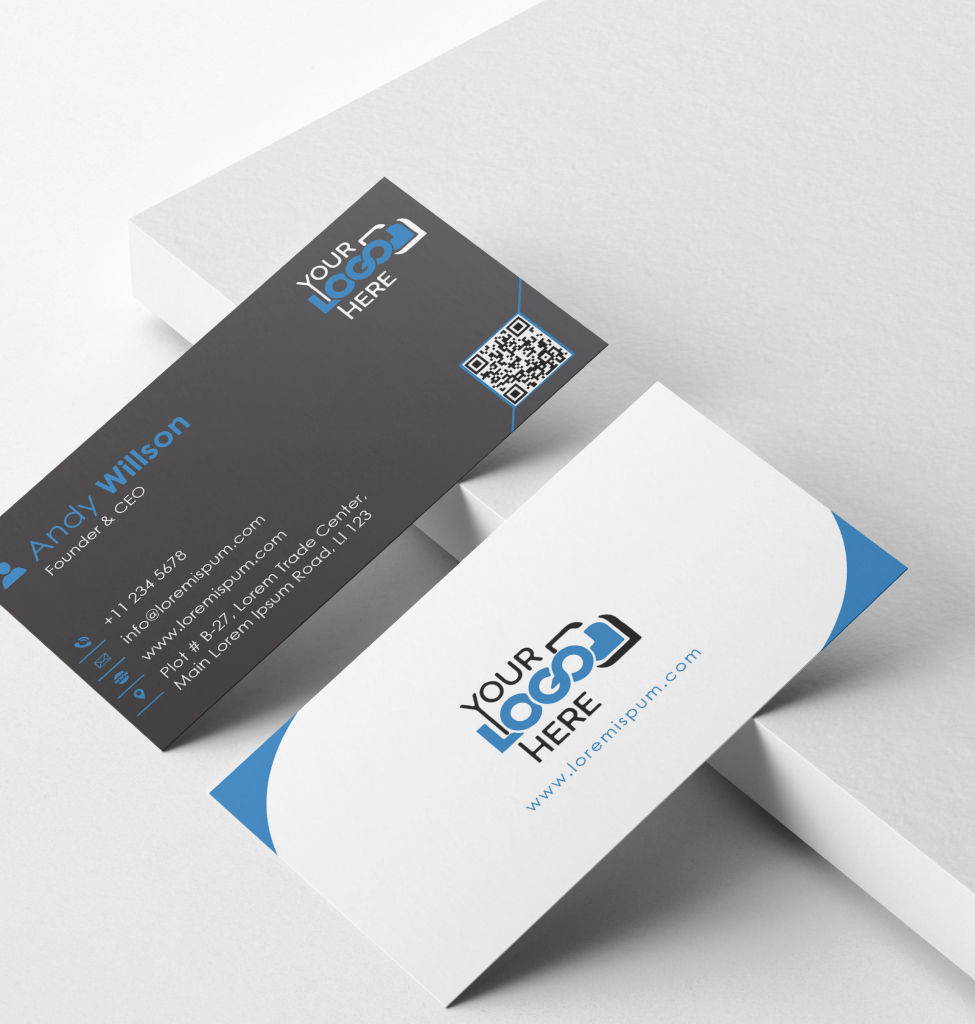 YOUR
LOGO
HERE
Andy Willson
Founder & CEO
+11 234 5678
info@loremispum.com
www.loremispum.com
Plot # B-27, Lorem Trade Center,
Main Lorem Ipsum Road, LI 123
YOUR
LOGO
HERE
www.loremispum.com